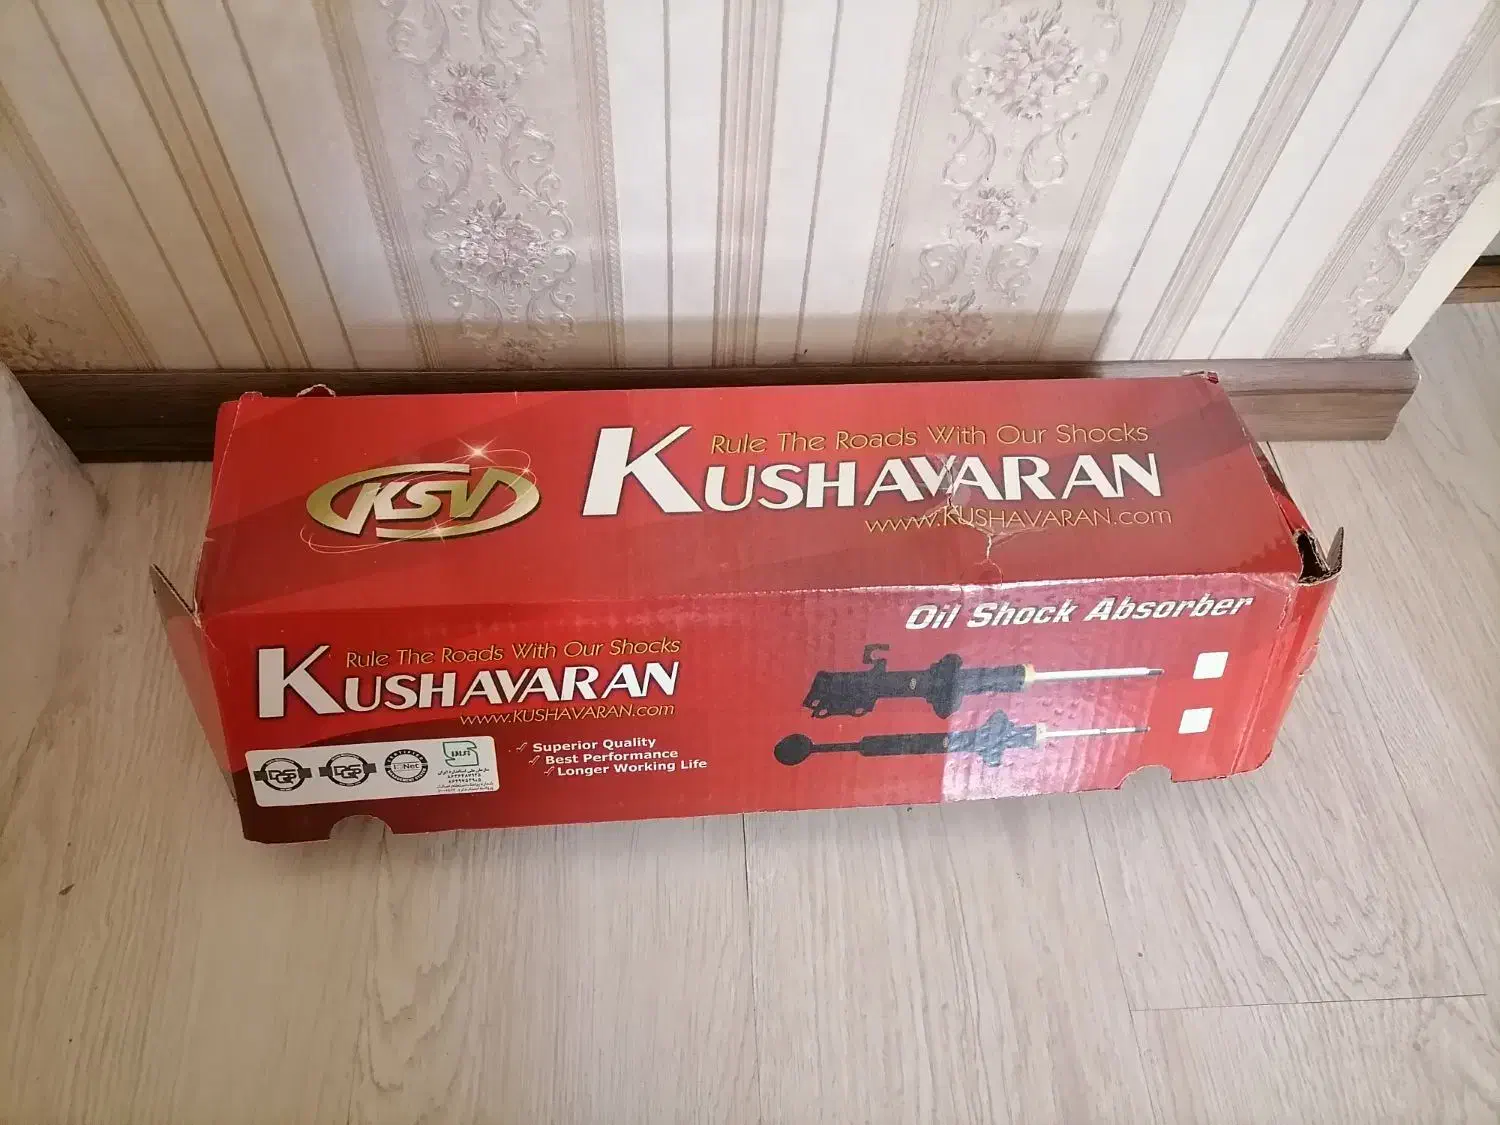 KSV
Rule The Roads With Our Shocks
KUSHAVARAN
www.KUSHAVARAN.com
Oil Shock Absorber
Rule The Roads With Our Shocks
KUSHAVARAN
www.KUSHAVARAN.com
Superior Quality
Best Performance
Longer Working Life
IQNet